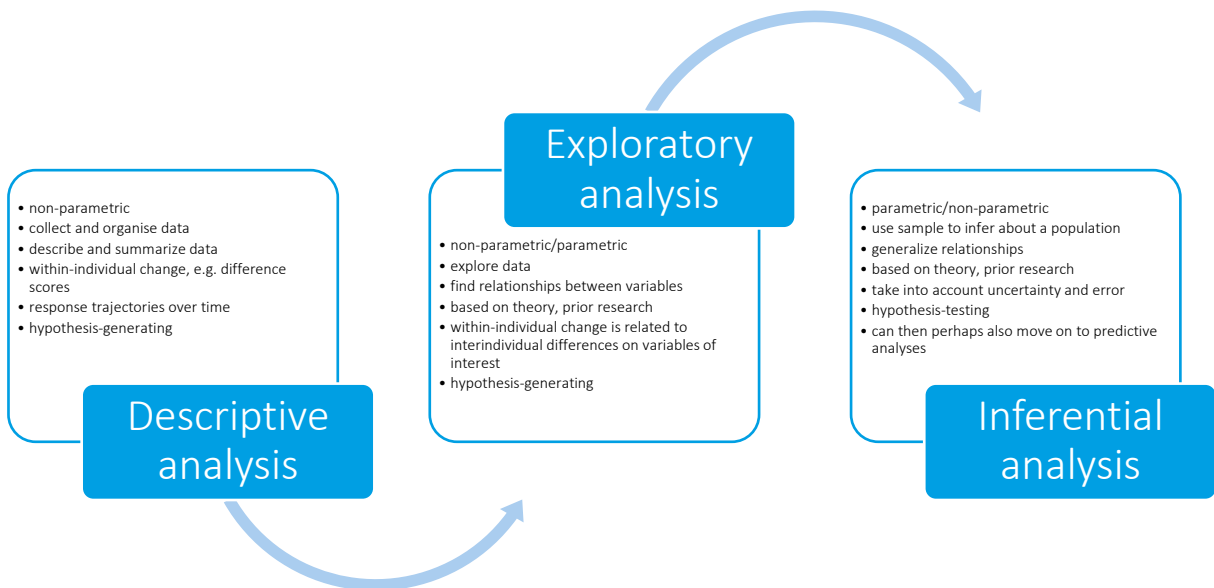 • non-parametric
• collect and organise data
• describe and summarize data
• within-individual change, e.g. difference
scores
• response trajectories over time
• hypothesis-generating
Descriptive
analysis
Exploratory
analysis
• non-parametric/parametric
• explore data
• find relationships between variables
• based on theory, prior research
• within-individual change is related to
interindividual differences on variables of
interest
• hypothesis-generating
• parametric/non-parametric
• use sample to infer about a population
• generalize relationships
• based on theory, prior research
• take into account uncertainty and error
• hypothesis-testing
• can then perhaps also move on to predictive
analyses
Inferential
analysis